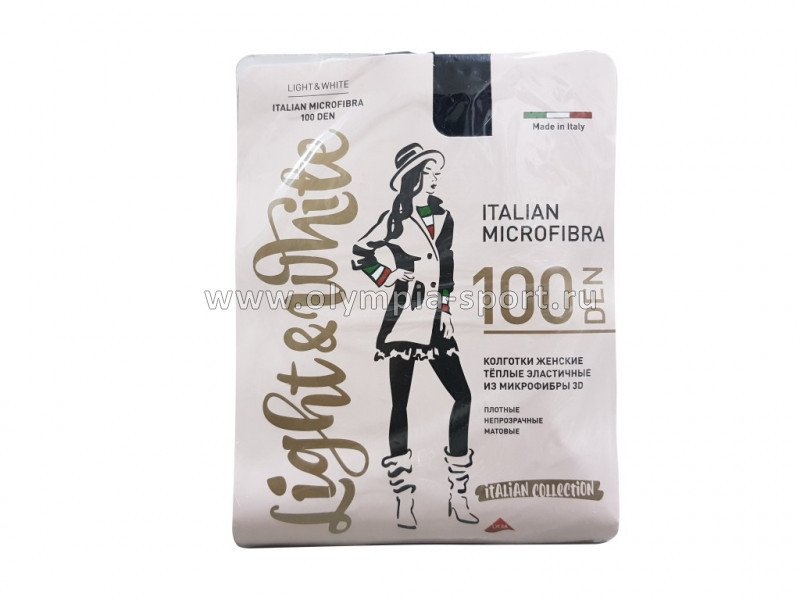 LIGHT & WHITE
ITALIAN MICROFIBRA
100 DEN
Light & White
Made in Italy
ITALIAN
MICROFIBRA
100 DEN
www.olympia-sport.ru
КОЛГОТКИ ЖЕНСКИЕ
ТЁПЛЫЕ ЭЛАСТИЧНЫЕ
ИЗ МИКРОФИБРЫ 3D
ПЛОТНЫЕ
НЕПРОЗРАЧНЫЕ
МАТОВЫЕ
ITALIAN COLLECTION
LYCRA